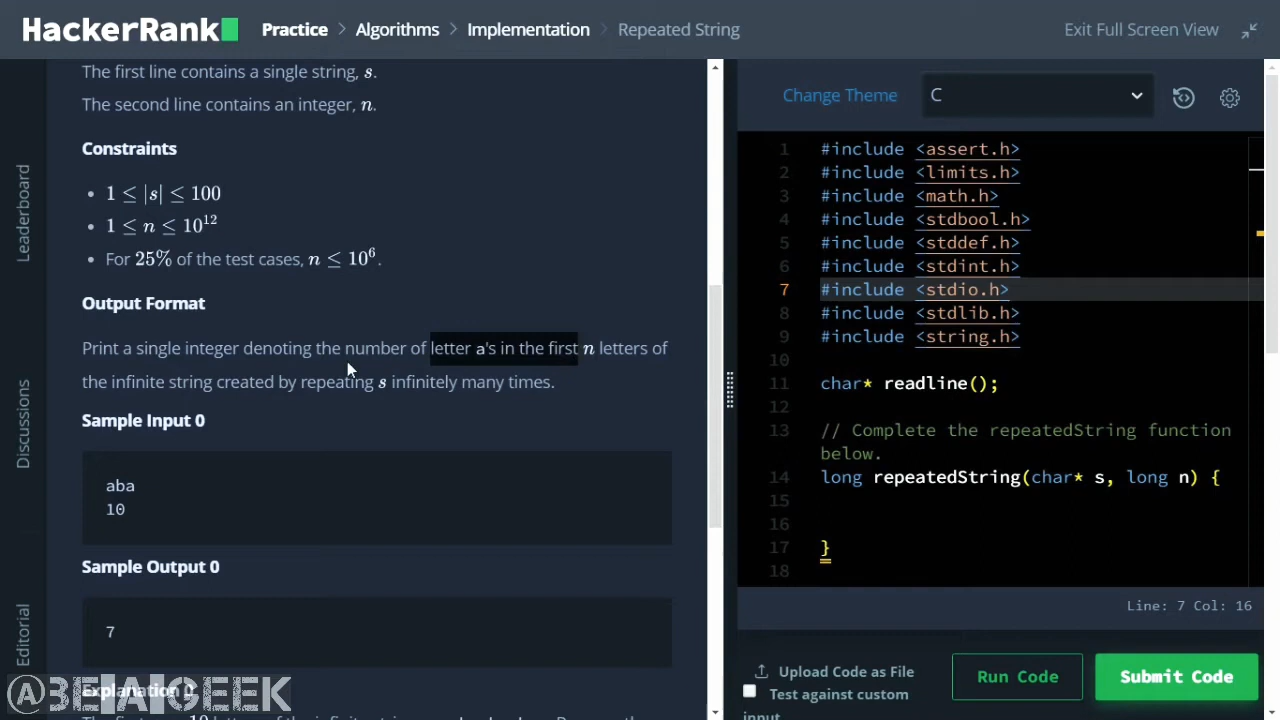 HackerRank Practice > Algorithms > Implementation > Repeated String Exit Full Screen View
Leaderboard
Discussions
Editorial
The first line contains a single string, s.
The second line contains an integer, n.
Constraints
• 1 ≤ |s| ≤ 100
• 1 ≤ n ≤ 10¹²
• For 25% of the test cases, n ≤ 10⁶.
Output Format
Print a single integer denoting the number of letter a's in the first n letters of
the infinite string created by repeating s infinitely many times.
Sample Input 0
aba
10
Sample Output 0
7
Explanation 0
@BEIAIGEEK
Change Theme C
1 #include <assert.h>
2 #include <limits.h>
3 #include <math.h>
4 #include <stdbool.h>
5 #include <stddef.h>
6 #include <stdint.h>
7 #include <stdio.h>
8 #include <stdlib.h>
9 #include <string.h>
10
11 char* readline();
12
13 // Complete the repeatedString function
below.
14 long repeatedString(char* s, long n) {
15
16
17 }
18
Line: 7 Col: 16
Upload Code as File
Test against custom
input
Run Code
Submit Code